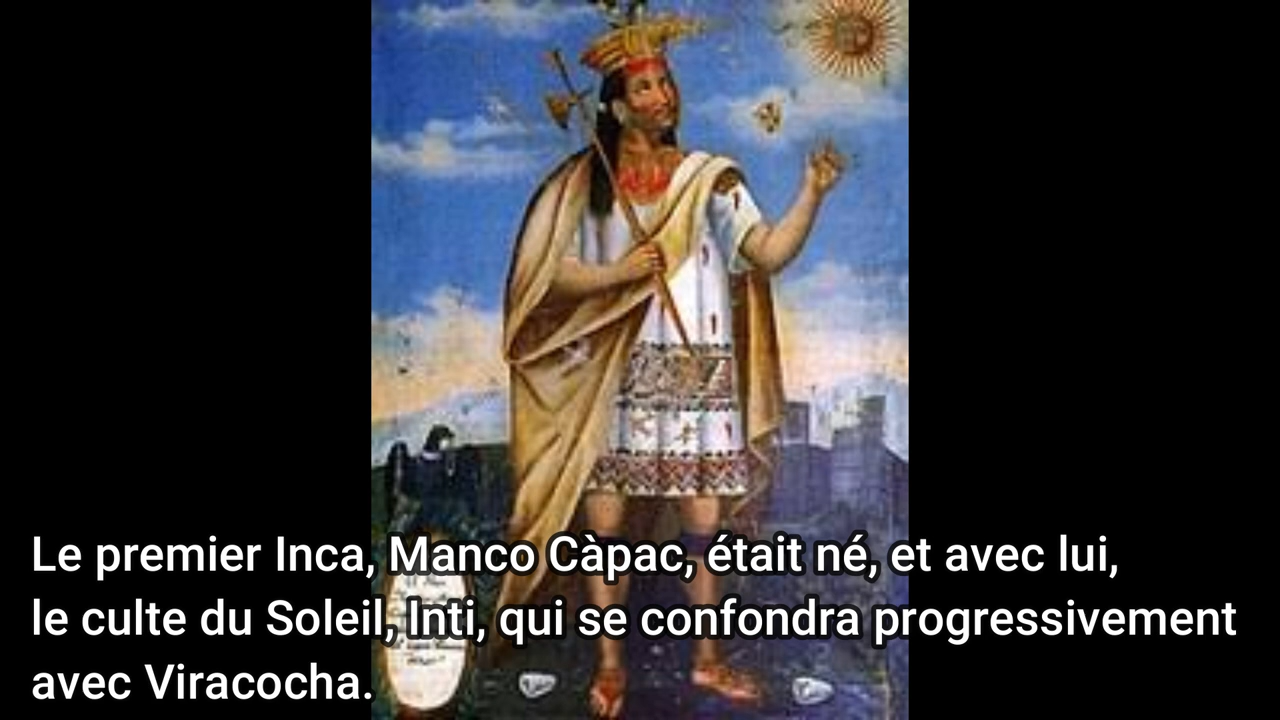 Le premier Inca, Manco Càpac, était né, et avec lui,
le culte du Soleil, Inti, qui se confondra progressivement
avec Viracocha.